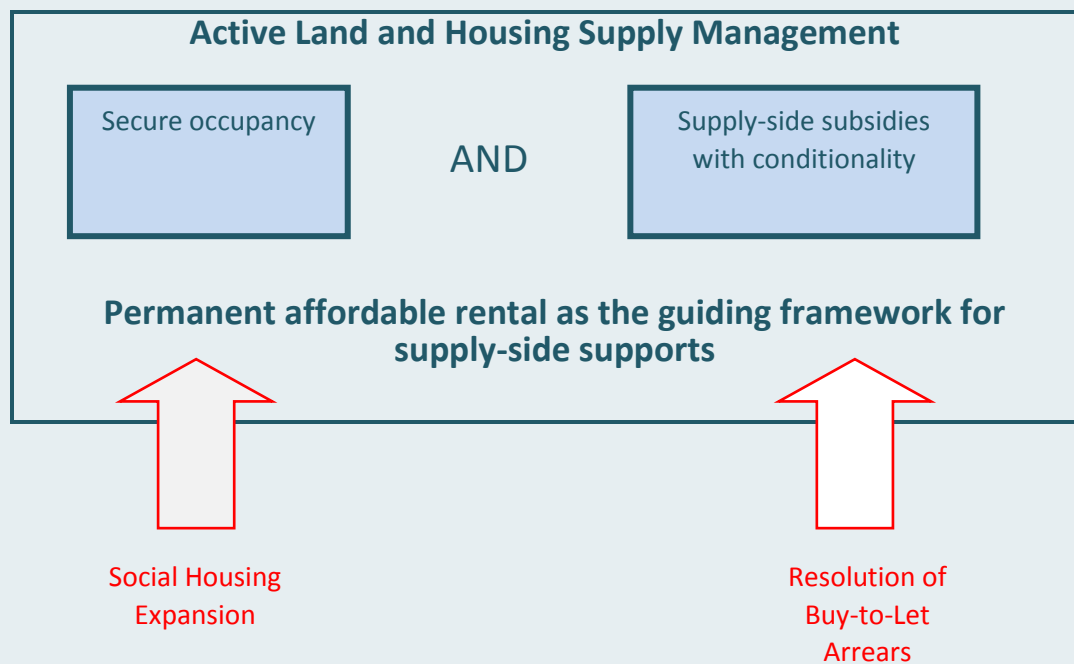 Active Land and Housing Supply Management
Secure occupancy
AND
Supply-side subsidies
with conditionality
Permanent affordable rental as the guiding framework for
supply-side supports
Social Housing
Expansion
Resolution of
Buy-to-Let
Arrears